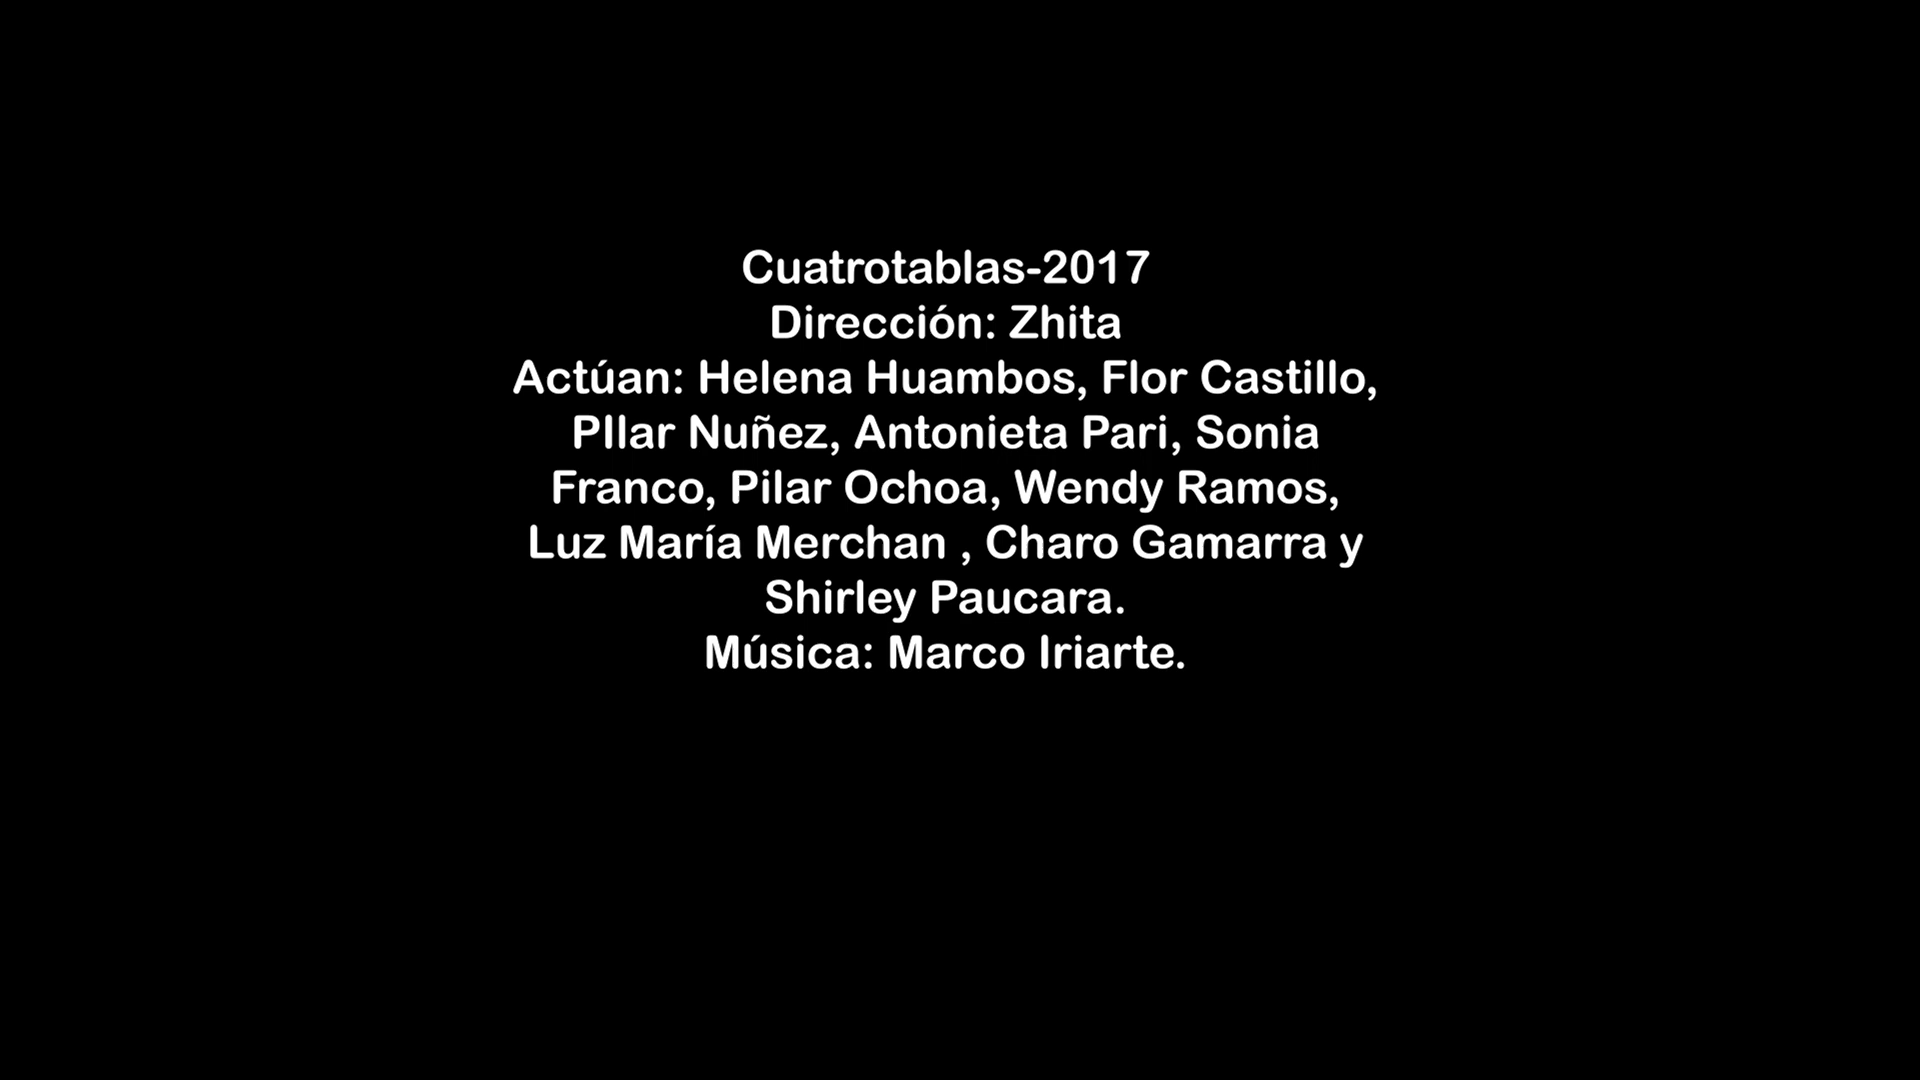 Cuatrotablas-2017
Dirección: Zhita
Actúan: Helena Huambos, Flor Castillo,
PIlar Nuñez, Antonieta Pari, Sonia
Franco, Pilar Ochoa, Wendy Ramos,
Luz María Merchan , Charo Gamarra y
Shirley Paucara.
Música: Marco Iriarte.